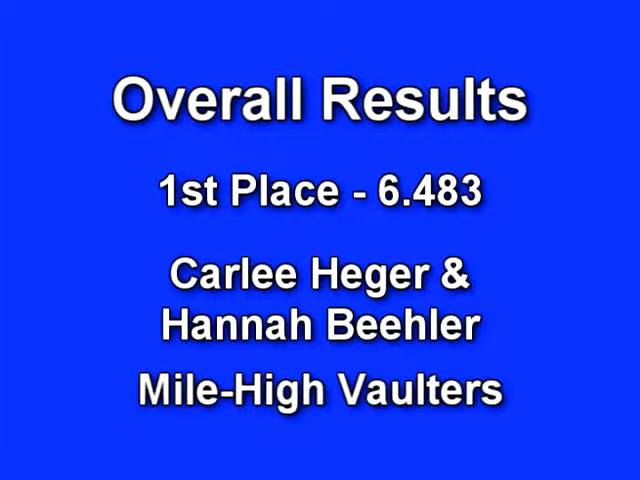 Overall Results
1st Place - 6.483
Carlee Heger &
Hannah Beehler
Mile-High Vaulters